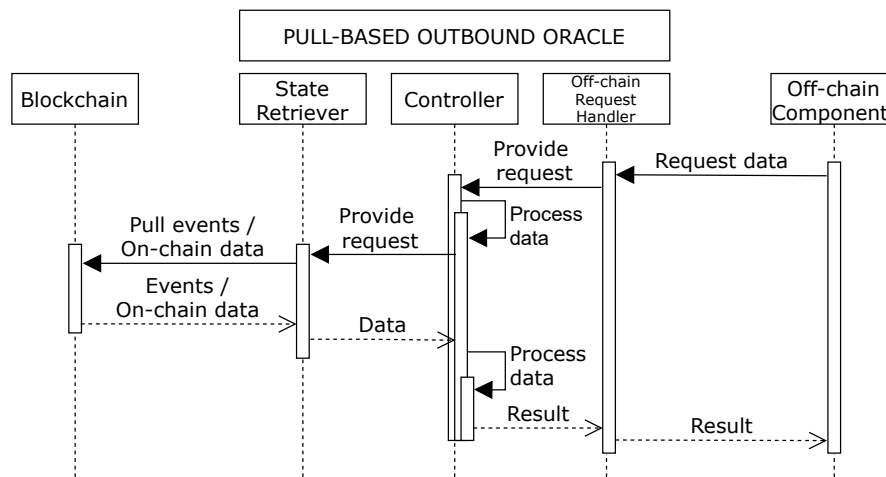 PULL-BASED OUTBOUND ORACLE
Blockchain
State
Retriever
Controller
Off-chain
Request
Handler
Off-chain
Component
Request data
Provide
request
Process
data
Provide
request
Pull events /
On-chain data
Events /
On-chain data
Data
Process
data
Result
Result